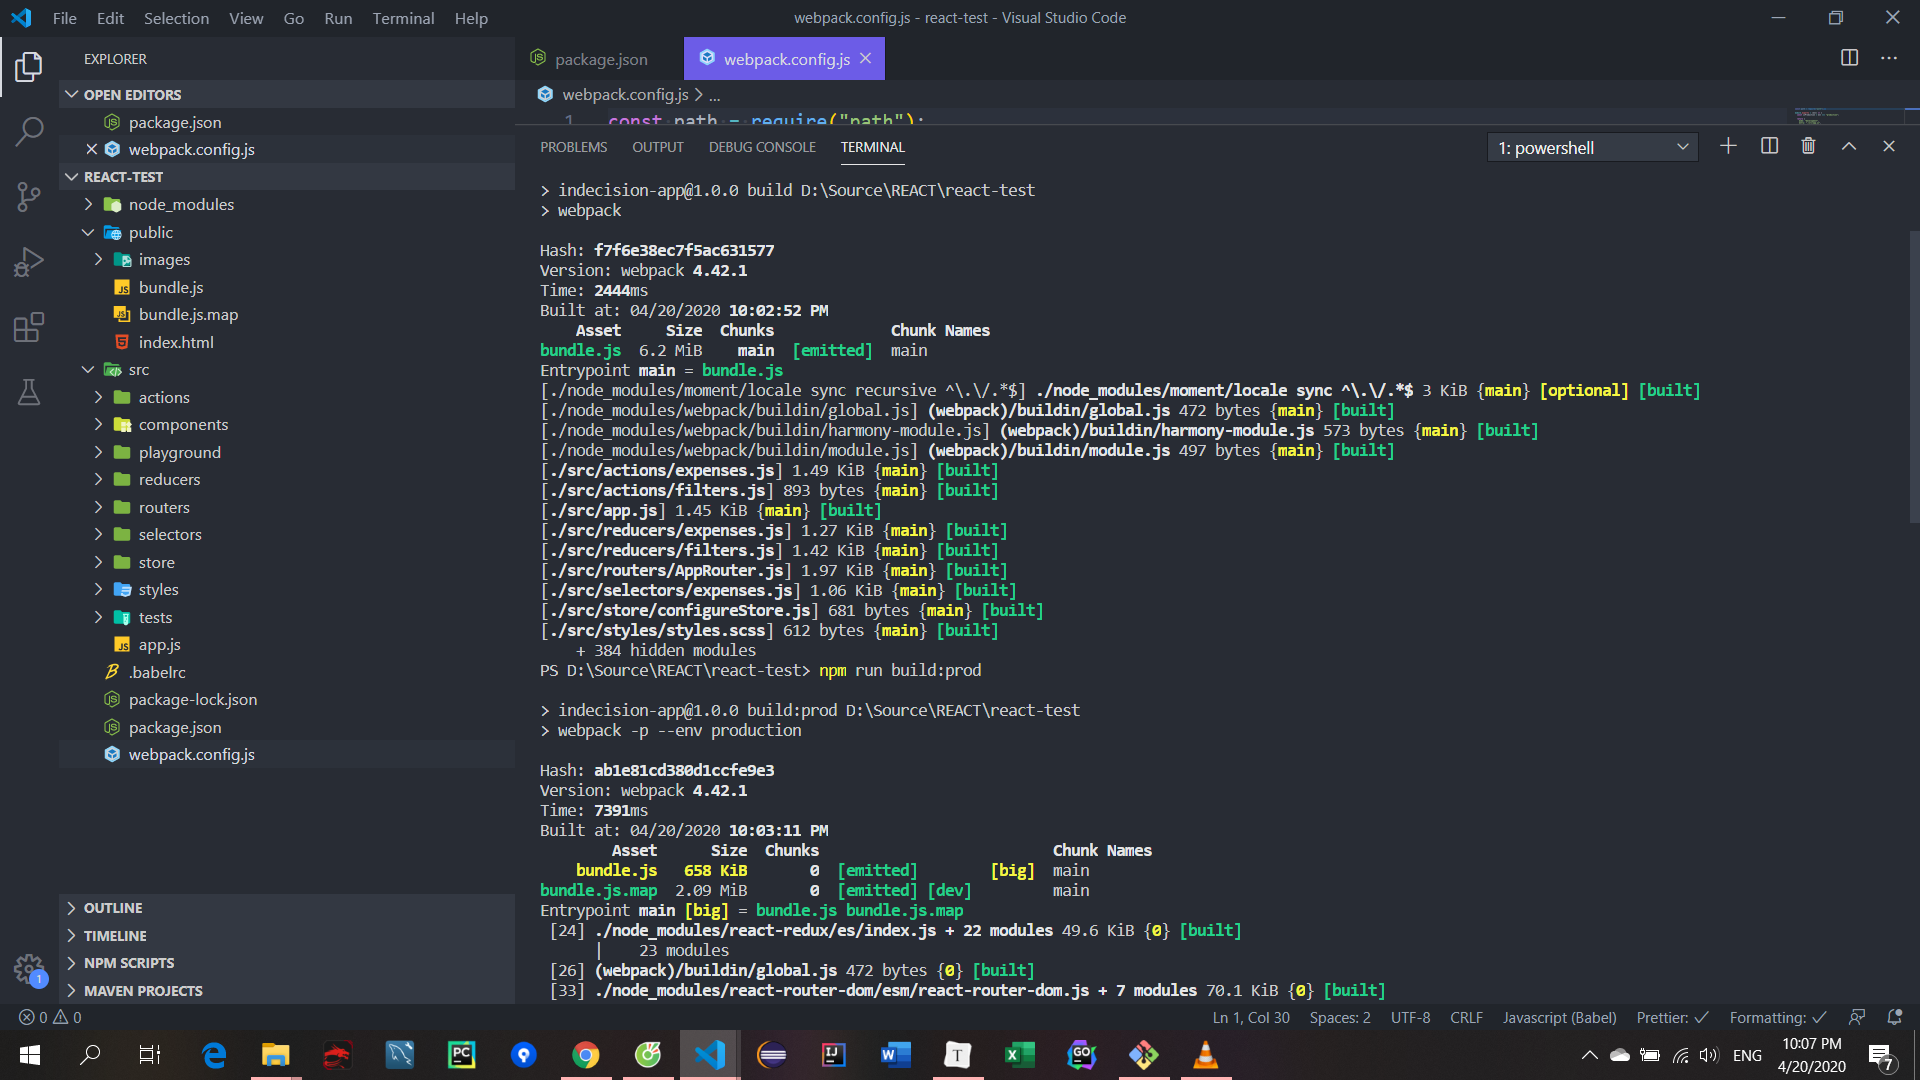 File Edit Selection View Go Run Terminal Help
webpack.config.js - react-test - Visual Studio Code
EXPLORER
OPEN EDITORS
package.json
webpack.config.js
REACT-TEST
node_modules
public
images
bundle.js
bundle.js.map
index.html
src
actions
components
playground
reducers
routers
selectors
store
styles
tests
app.js
.babelrc
package-lock.json
package.json
webpack.config.js
OUTLINE
TIMELINE
NPM SCRIPTS
MAVEN PROJECTS
package.json webpack.config.js
webpack.config.js > ...
1 const path = require("path");
PROBLEMS OUTPUT DEBUG CONSOLE TERMINAL
1: powershell
> indecision-app@1.0.0 build D:\Source\REACT\react-test
> webpack
Hash: f7f6e38ec7f5ac631577
Version: webpack 4.42.1
Time: 2444ms
Built at: 04/20/2020 10:02:52 PM
Asset Size Chunks Chunk Names
bundle.js 6.2 MiB main [emitted] main
Entrypoint main = bundle.js
[./node_modules/moment/locale sync recursive ^\.\/.*$] ./node_modules/moment/locale sync ^\.\/.*$ 3 KiB {main} [optional] [built]
[./node_modules/webpack/buildin/global.js] (webpack)/buildin/global.js 472 bytes {main} [built]
[./node_modules/webpack/buildin/harmony-module.js] (webpack)/buildin/harmony-module.js 573 bytes {main} [built]
[./node_modules/webpack/buildin/module.js] (webpack)/buildin/module.js 497 bytes {main} [built]
[./src/actions/expenses.js] 1.49 KiB {main} [built]
[./src/actions/filters.js] 893 bytes {main} [built]
[./src/app.js] 1.45 KiB {main} [built]
[./src/reducers/expenses.js] 1.27 KiB {main} [built]
[./src/reducers/filters.js] 1.42 KiB {main} [built]
[./src/routers/AppRouter.js] 1.97 KiB {main} [built]
[./src/selectors/expenses.js] 1.06 KiB {main} [built]
[./src/store/configureStore.js] 681 bytes {main} [built]
[./src/styles/styles.scss] 612 bytes {main} [built]
+ 384 hidden modules
PS D:\Source\REACT\react-test> npm run build:prod
> indecision-app@1.0.0 build:prod D:\Source\REACT\react-test
> webpack -p --env production
Hash: ab1e81cd380d1ccfe9e3
Version: webpack 4.42.1
Time: 7391ms
Built at: 04/20/2020 10:03:11 PM
Asset Size Chunks Chunk Names
bundle.js 658 KiB 0 [emitted] [big] main
bundle.js.map 2.09 MiB 0 [emitted] [dev] main
Entrypoint main [big] = bundle.js bundle.js.map
[24] ./node_modules/react-redux/es/index.js + 22 modules 49.6 KiB {0} [built]
| 23 modules
[26] (webpack)/buildin/global.js 472 bytes {0} [built]
[33] ./node_modules/react-router-dom/esm/react-router-dom.js + 7 modules 70.1 KiB {0} [built]
1
0 0
Ln 1, Col 30 Spaces: 2 UTF-8 CRLF Javascript (Babel) Prettier: ✓ Formating: ✓
ENG
10:07 PM
4/20/2020
7